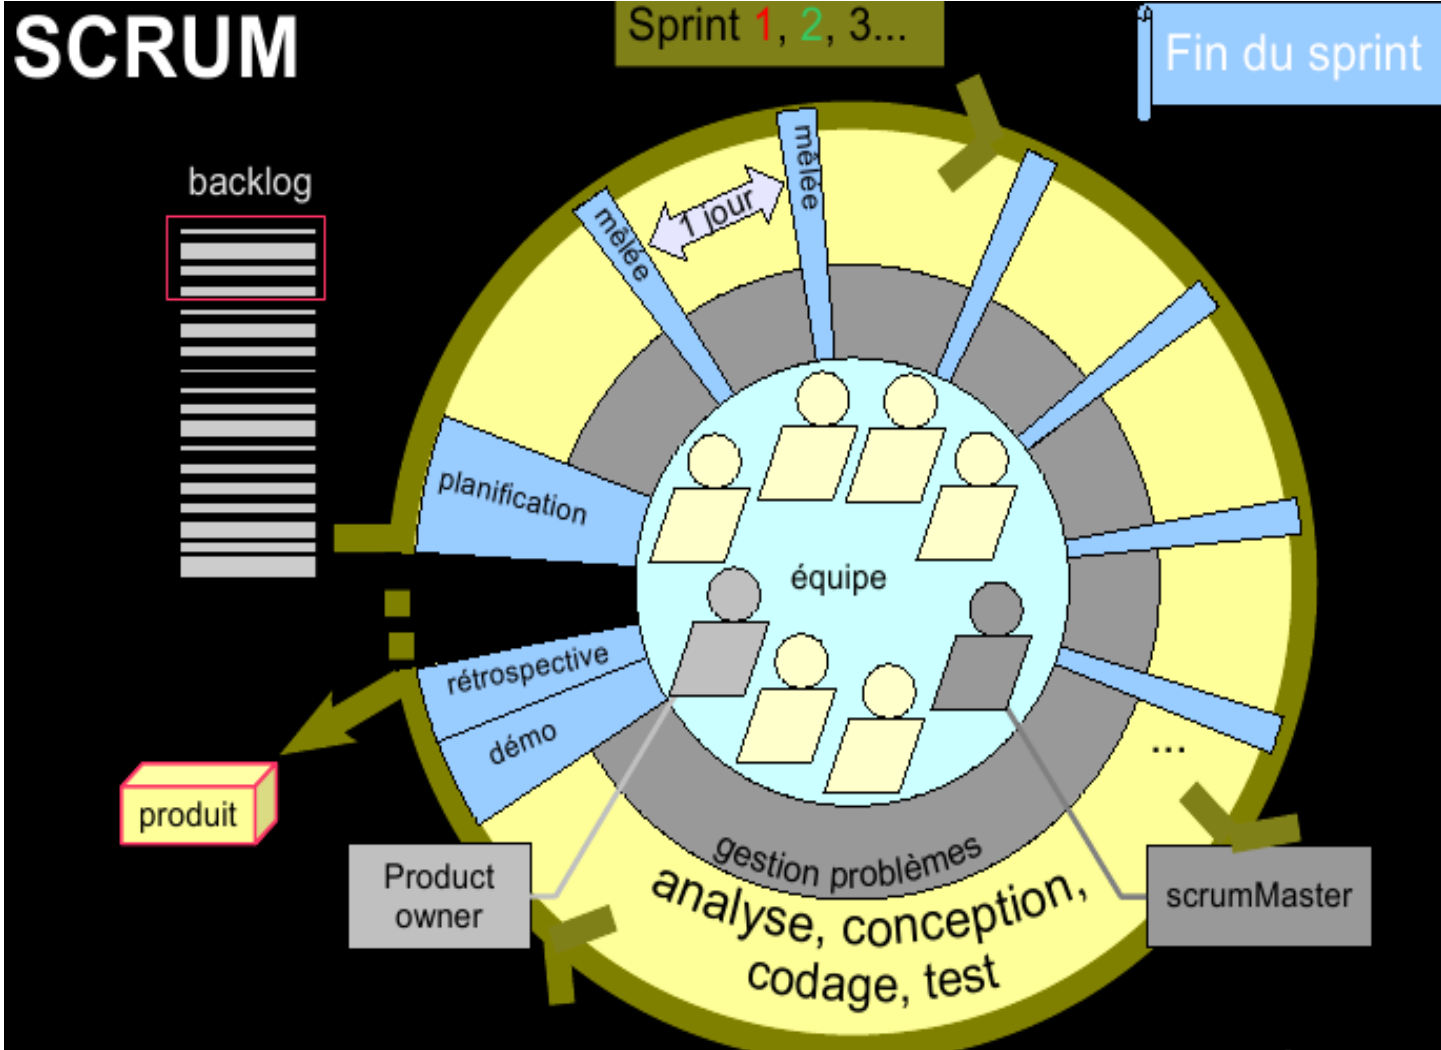 SCRUM
Sprint 1, 2, 3...
Fin du sprint
backlog
mêlée
1 jour
mêlée
planification
équipe
rétrospective
démo
produit
Product
owner
gestion problèmes
analyse, conception,
codage, test
...
scrumMaster